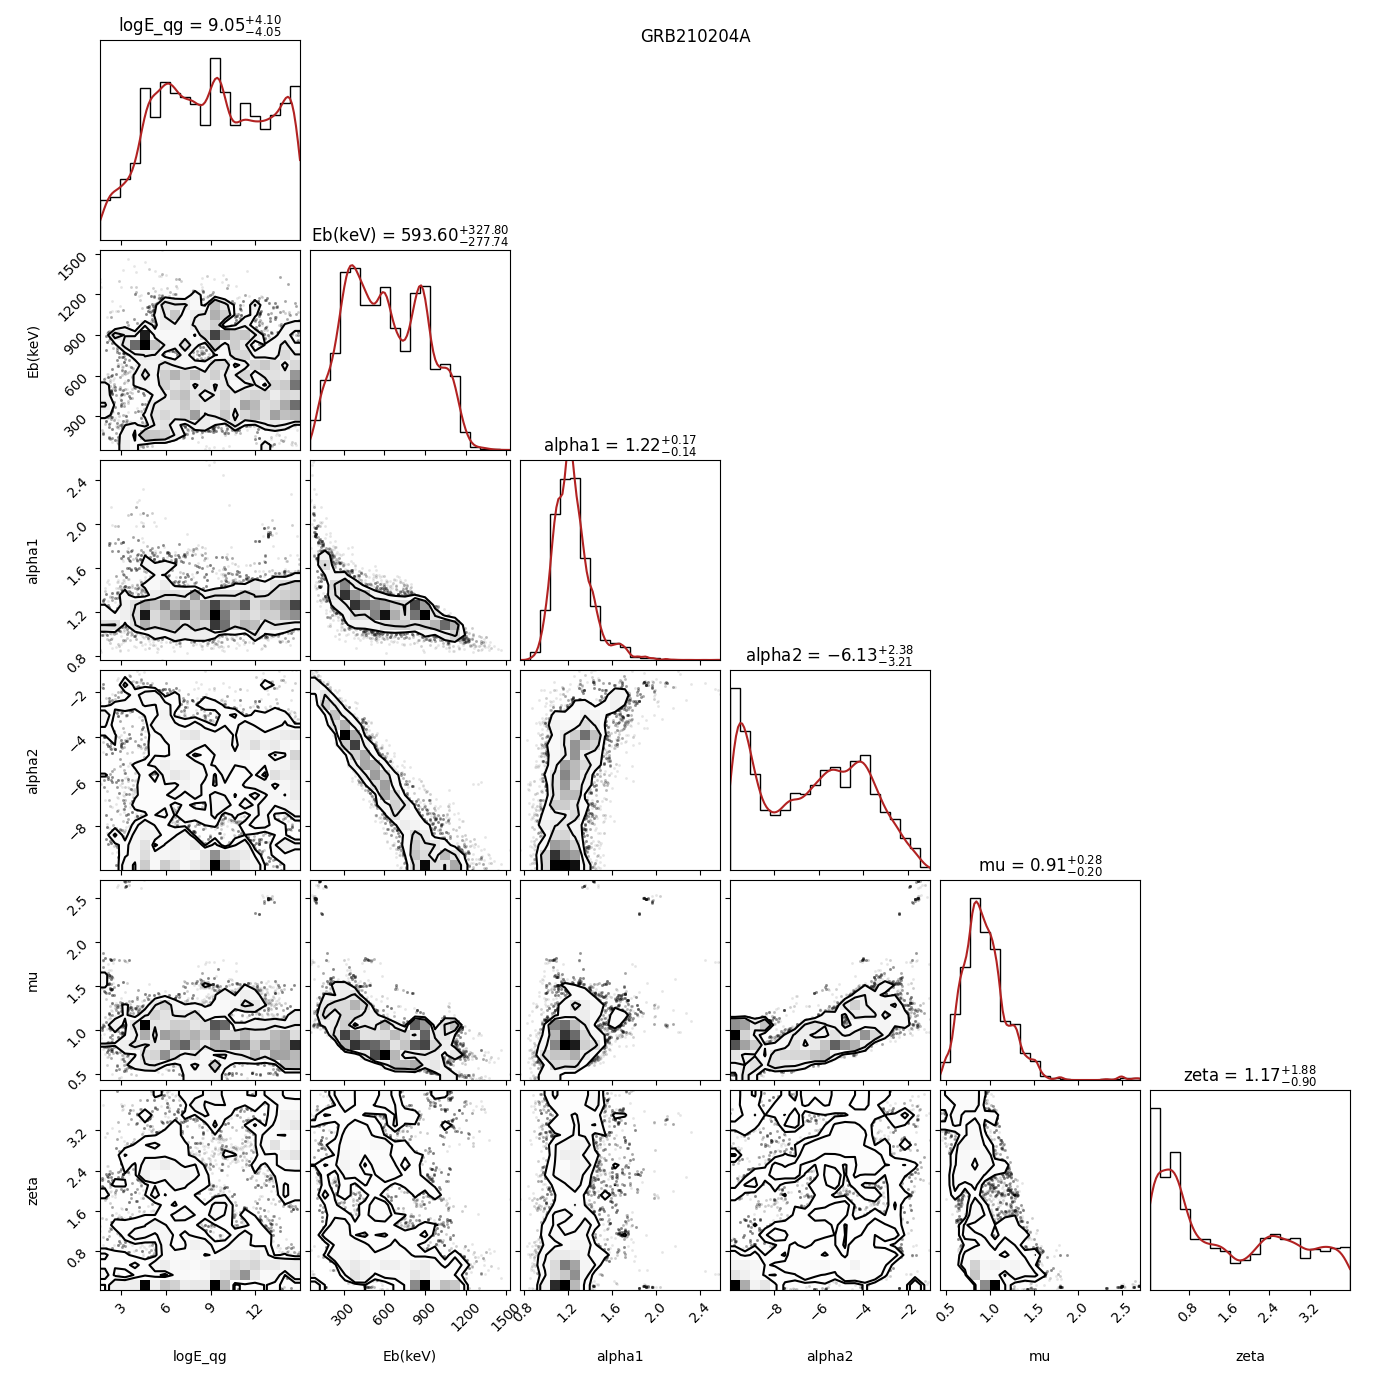 GRB210204A
logE_qg = 9.05+4.10−4.05
Eb(keV) = 593.60+327.80−277.74
alpha1 = 1.22+0.17−0.14
alpha2 = −6.13+2.38−3.21
mu = 0.91+0.28−0.20
zeta = 1.17+1.88−0.90
Eb(keV)
1500
1200
900
600
300
alpha1
2.4
2.0
1.6
1.2
0.8
alpha2
−2
−4
−6
−8
mu
2.5
2.0
1.5
1.0
0.5
zeta
3.2
2.4
1.6
0.8
3 6 9 12
300 600 900 1200 1500
0.8 1.2 1.6 2.0 2.4
−8 −6 −4 −2
0.5 1.0 1.5 2.0 2.5
0.8 1.6 2.4 3.2
logE_qg Eb(keV) alpha1 alpha2 mu zeta